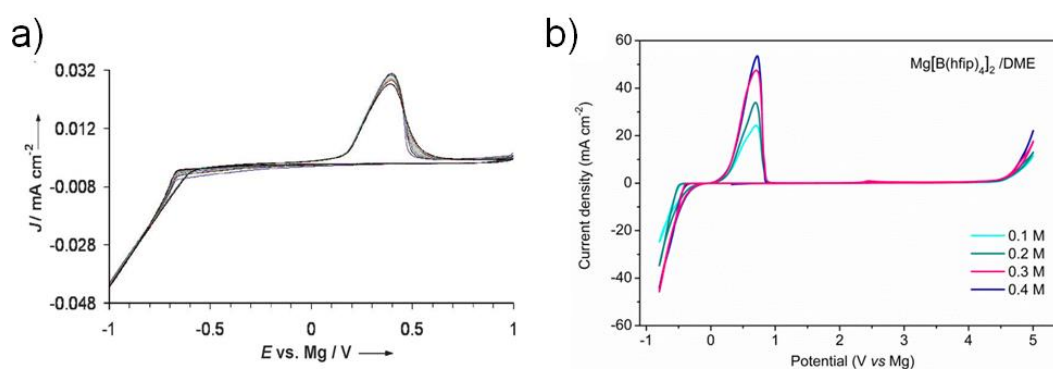 a)
0.032
0.012
-0.008
-0.028
-0.048
J / mA cm⁻²
-1 -0.5 0 0.5 1
E vs. Mg / V
b)
60
40
20
0
-20
-40
-60
Current density (mA cm⁻²)
Mg[B(hfip)₄]₂ /DME
0.1 M
0.2 M
0.3 M
0.4 M
-1 0 1 2 3 4 5
Potential (V vs Mg)